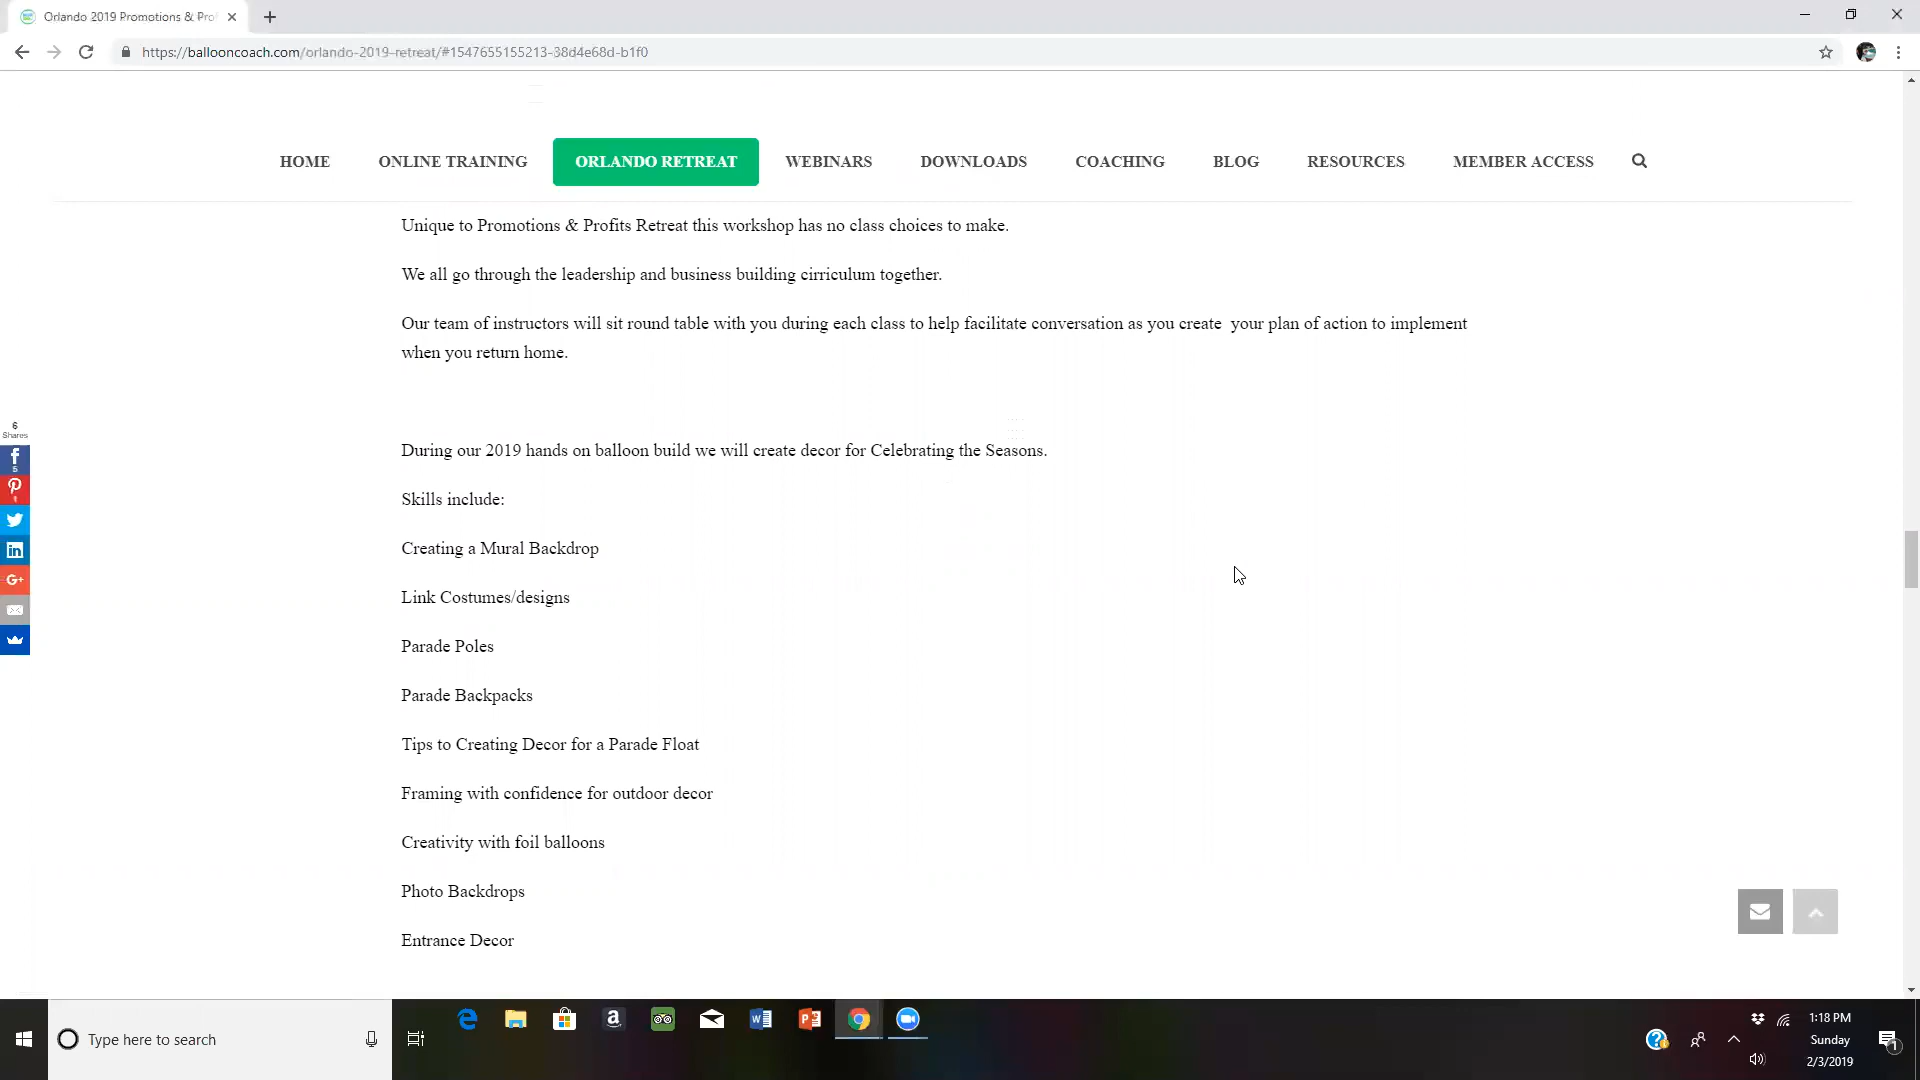 Orlando 2019 Promotions & Prof
https://ballooncoach.com/orlando-2019-retreat/#1547655155213-38d4e68d-b1f0
HOME ONLINE TRAINING ORLANDO RETREAT WEBINARS DOWNLOADS COACHING BLOG RESOURCES MEMBER ACCESS
Unique to Promotions & Profits Retreat this workshop has no class choices to make.
We all go through the leadership and business building cirriculum together.
Our team of instructors will sit round table with you during each class to help facilitate conversation as you create your plan of action to implement
when you return home.
6
Shares
5
1
During our 2019 hands on balloon build we will create decor for Celebrating the Seasons.
Skills include:
Creating a Mural Backdrop
Link Costumes/designs
Parade Poles
Parade Backpacks
Tips to Creating Decor for a Parade Float
Framing with confidence for outdoor decor
Creativity with foil balloons
Photo Backdrops
Entrance Decor
Type here to search
1:18 PM
Sunday
2/3/2019
1